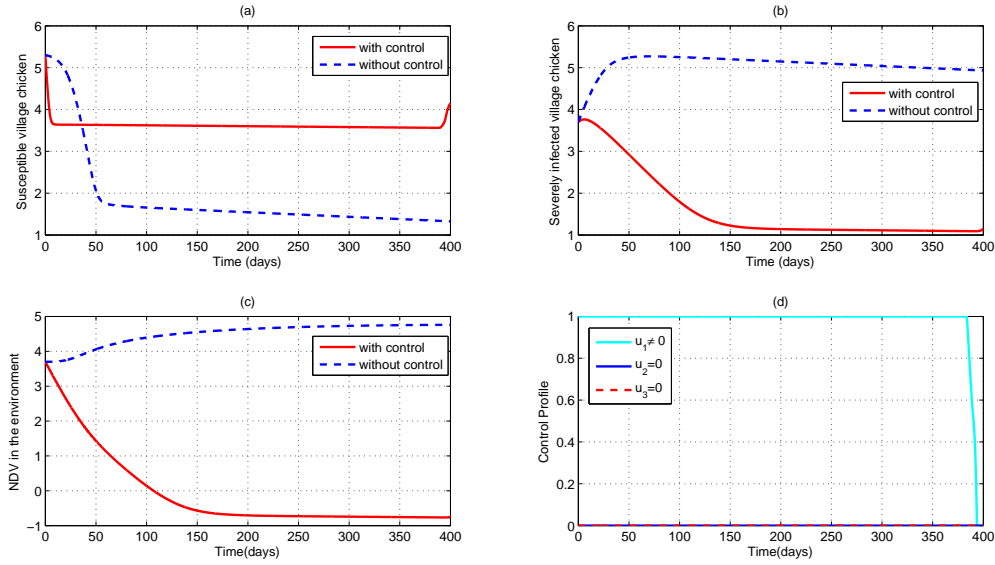 (a)
6
5
4
3
2
1
0
50
100
150
200
250
300
350
400
Susceptible village chicken
Time (days)
with control
without control
(b)
6
5
4
3
2
1
0
50
100
150
200
250
300
350
400
Severely infected village chicken
Time (days)
with control
without control
(c)
5
4
3
2
1
0
−1
0
50
100
150
200
250
300
350
400
NDV in the environment
Time(days)
with control
without control
(d)
1
0.8
0.6
0.4
0.2
0
0
50
100
150
200
250
300
350
400
Control Profile
Time(days)
u₁≠ 0
u₂=0
u₃=0